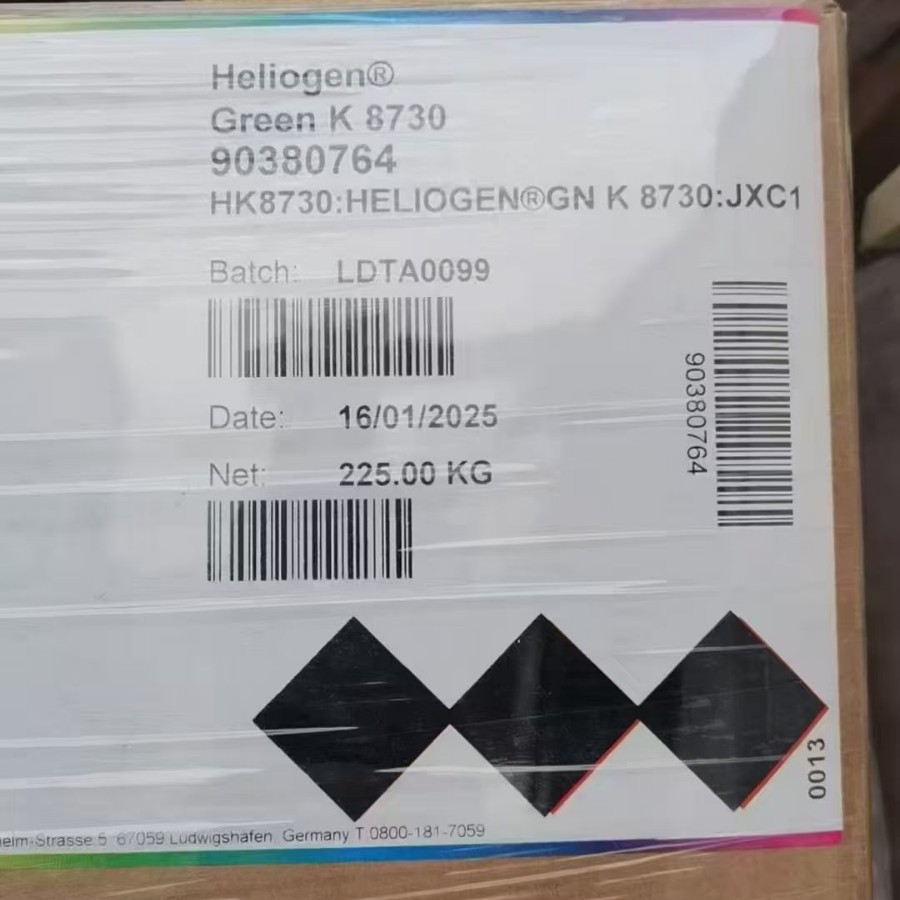 Heliogen®
Green K 8730
90380764
HK8730:HELIOGEN®GN K 8730:JXC1
Batch: LDTA0099
90380764
Date: 16/01/2025
Net: 225.00 KG
0013
5 67059 Ludwigshafen Germany T 0800-181-7059